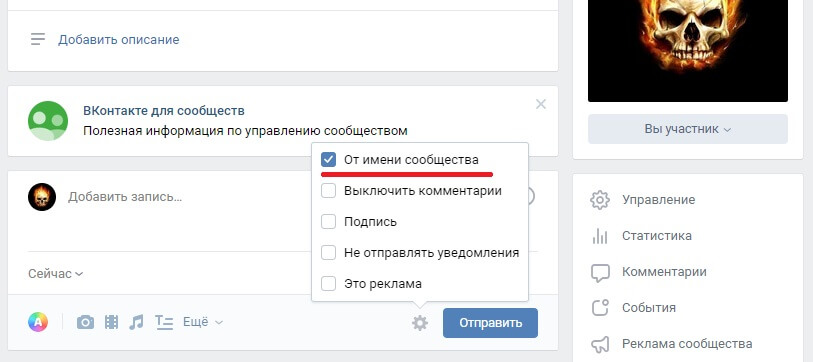 Добавить описание
ВКонтакте для сообществ
Полезная информация по управлению сообществом
От имени сообщества
Выключить комментарии
Подпись
Не отправлять уведомления
Это реклама
Добавить запись...
Сейчас
A
Ещё
Отправить
Вы участник
Управление
Статистика
Комментарии
События
Реклама сообщества